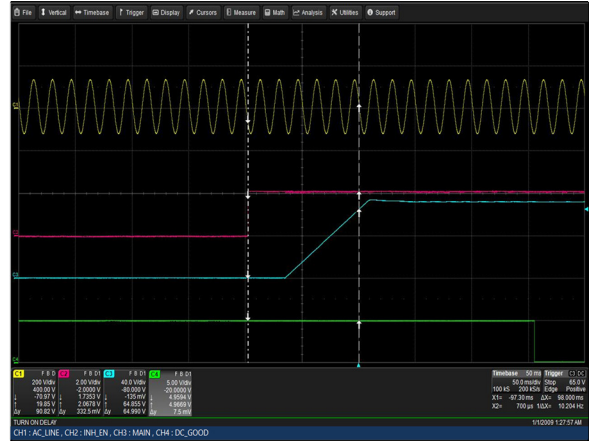 File Vertical Timebase Trigger Display Cursors Measure Math Analysis Utilities Support
C1
C2
C3
C4
C1 F B D C2 F B D1 C3 F B D1 C4 F B D1
200 V/div 2.00 V/div 40.0 V/div 5.00 V/div
400.00 V -2.0000 V -80.000 V -20.0000 V
↓ -70.97 V ↓ 1.7353 V ↓ -135 mV ↓ 4.9594 V
↑ 19.85 V ↑ 2.0678 V ↑ 64.855 V ↑ 4.9669 V
Δy 90.82 V Δy 332.5 mV Δy 64.990 V Δy 7.5 mV
Timebase 50 ms Trigger C3 DC
50.0 ms/div Stop 65.0 V
100 kS 200 kS/s Edge Positive
X1= -97.30 ms ΔX= 98.000 ms
X2= 700 µs 1/ΔX= 10.204 Hz
TURN ON DELAY 1/1/2009 1:27:57 AM
CH1 : AC_LINE , CH2 : INH_EN , CH3 : MAIN , CH4 : DC_GOOD